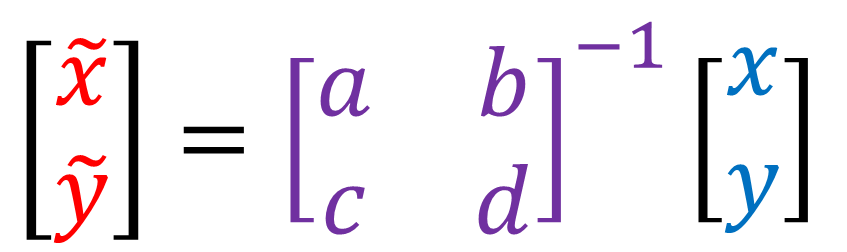 [x̃ ỹ] = [a b c d]⁻¹ [x y]